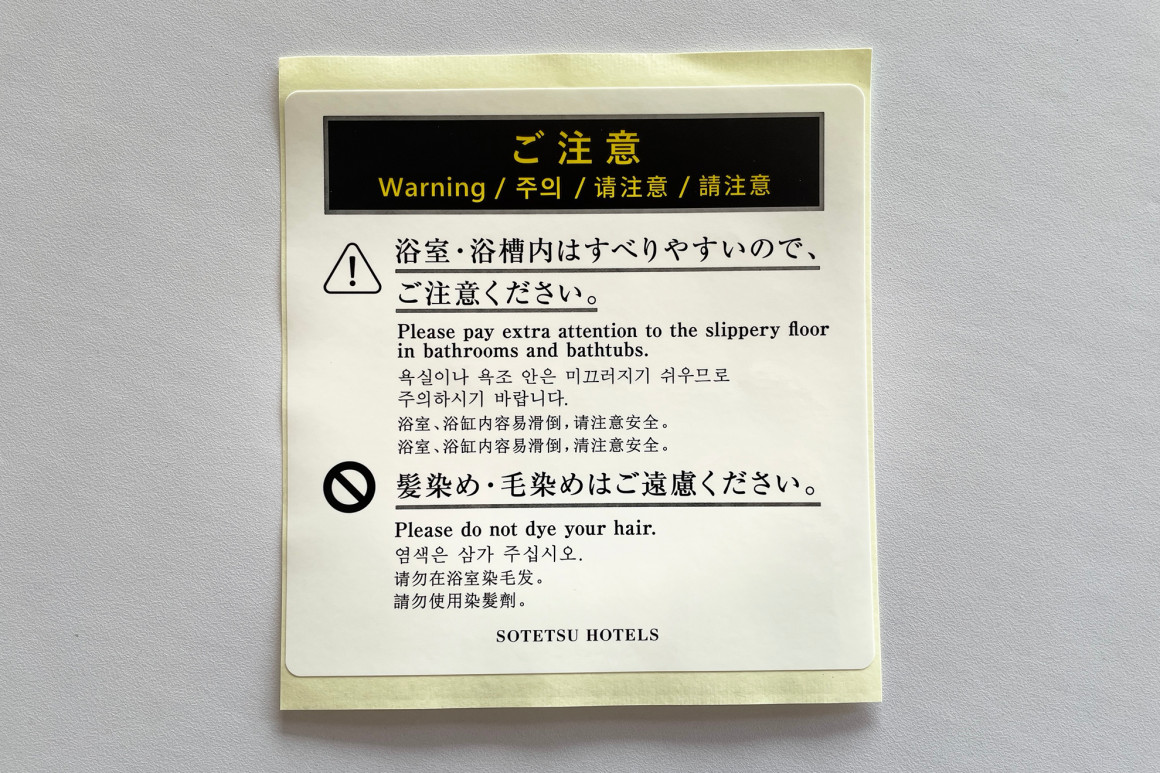 ご注意
Warning / 주의 / 请注意 / 請注意
浴室・浴槽内はすべりやすいので、
ご注意ください。
Please pay extra attention to the slippery floor
in bathrooms and bathtubs.
욕실이나 욕조 안은 미끄러지기 쉬우므로
주의하시기 바랍니다.
浴室、浴缸内容易滑倒,请注意安全。
浴室、浴缸内容易滑倒,清注意安全。
髪染め・毛染めはご遠慮ください。
Please do not dye your hair.
염색은 삼가 주십시오.
请勿在浴室染毛发。
請勿使用染髮劑。
SOTETSU HOTELS